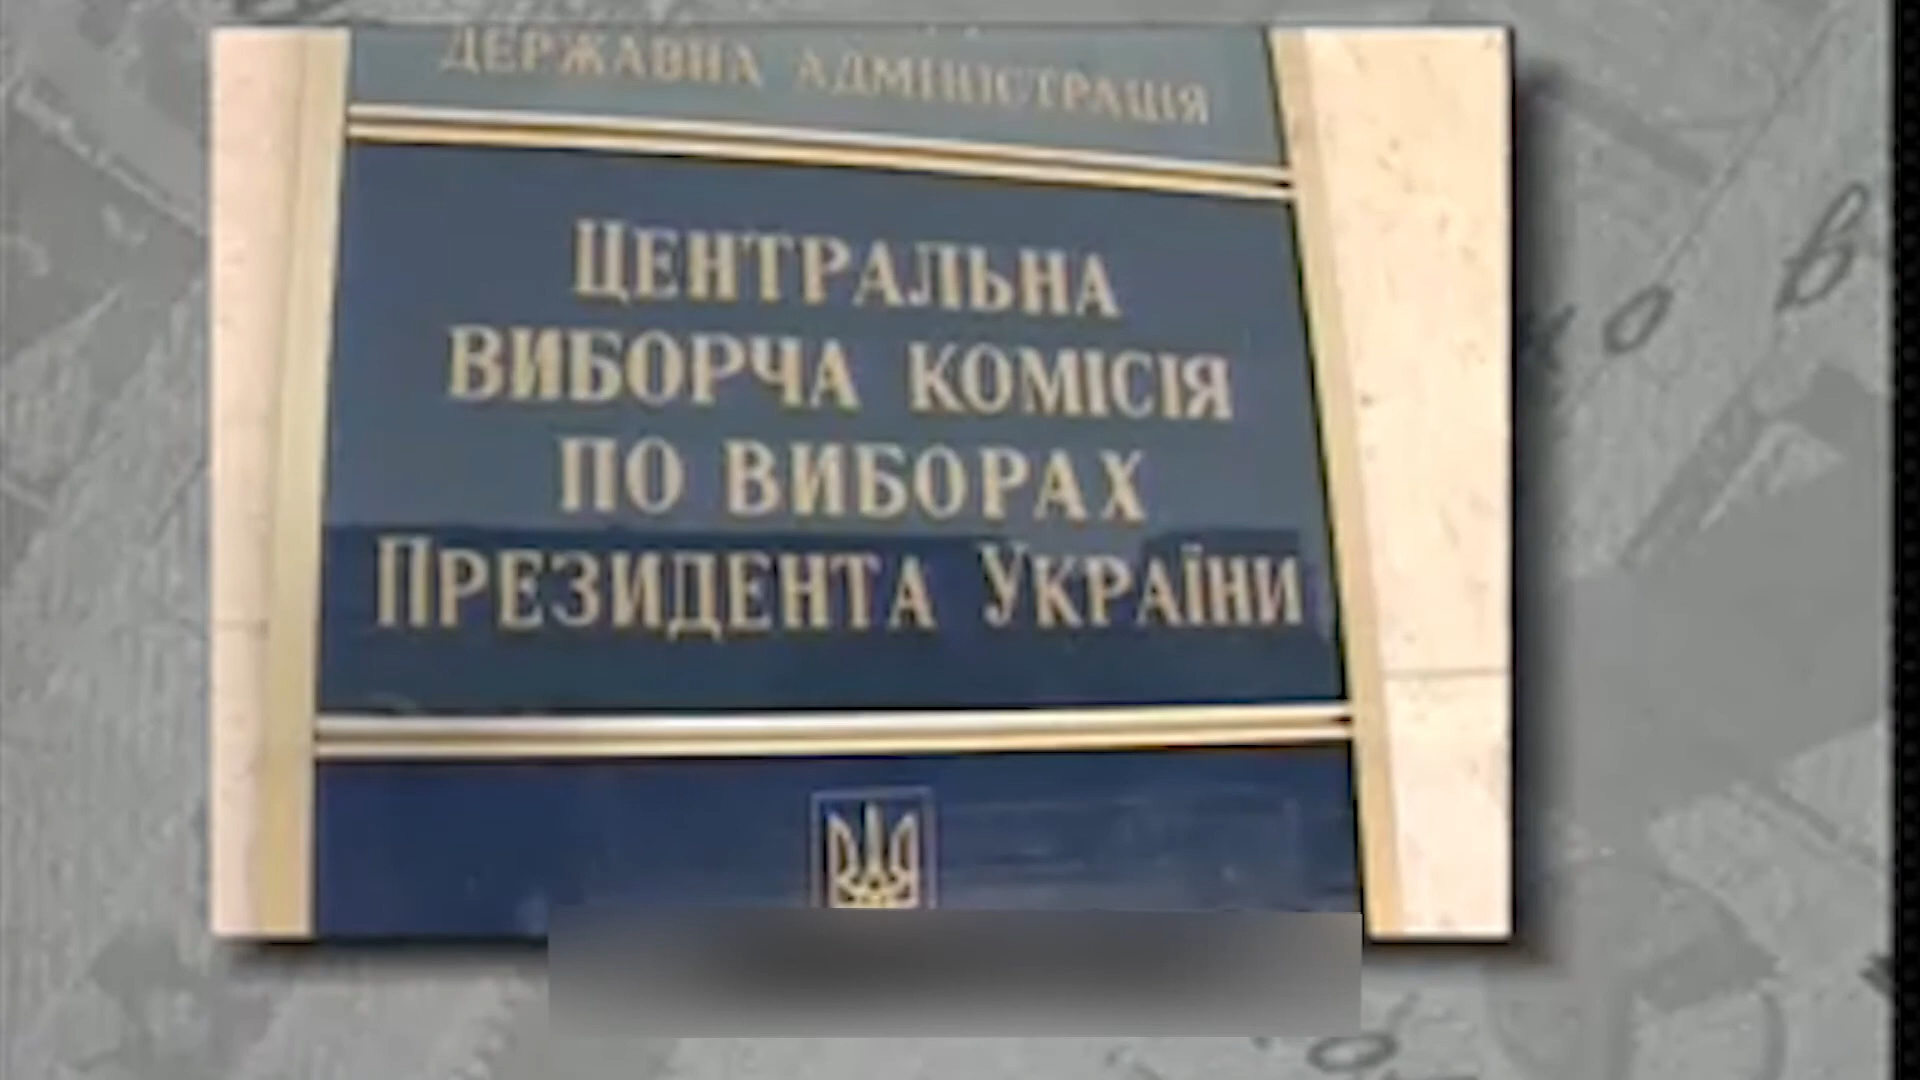 ДЕРЖАВНА АДМІНІСТРАЦІЯ
ЦЕНТРАЛЬНА
ВИБОРЧА КОМІСІЯ
ПО ВИБОРАХ
ПРЕЗИДЕНТА УКРАЇНИ